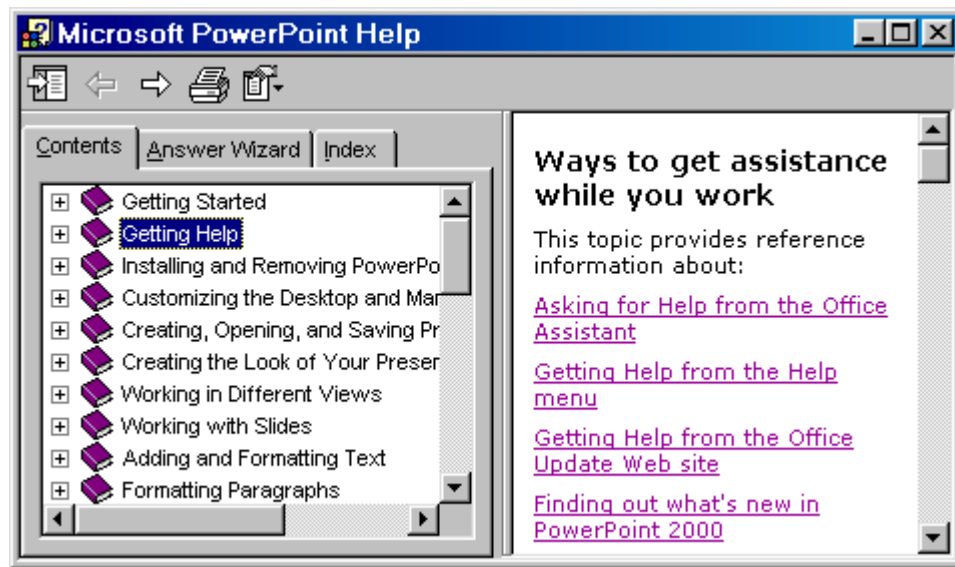 Microsoft PowerPoint Help
Contents
Answer Wizard
Index
Getting Started
Getting Help
Installing and Removing PowerPo
Customizing the Desktop and Mar
Creating, Opening, and Saving Pr
Creating the Look of Your Preser
Working in Different Views
Working with Slides
Adding and Formatting Text
Formatting Paragraphs
Ways to get assistance
while you work
This topic provides reference
information about:
Asking for Help from the Office
Assistant
Getting Help from the Help
menu
Getting Help from the Office
Update Web site
Finding out what's new in
PowerPoint 2000